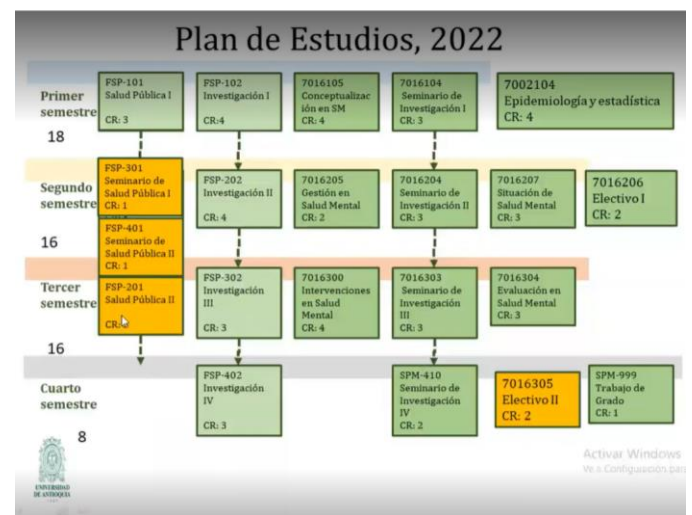 Plan de Estudios, 2022
Primer
semestre
18
FSP-101
Salud Pública I
CR: 3
FSP-102
Investigación I
CR:4
7016105
Conceptualizac
ión en SM
CR: 4
7016104
Seminario de
Investigación I
CR: 3
7002104
Epidemiología y estadística
CR: 4
Segundo
semestre
16
FSP-301
Seminario de
Salud Pública I
CR: 1
FSP-401
Seminario de
Salud Pública II
CR: 1
FSP-202
Investigación II
CR: 4
7016205
Gestión en
Salud Mental
CR: 2
7016204
Seminario de
Investigación II
CR: 3
7016207
Situación de
Salud Mental
CR: 3
7016206
Electivo I
CR: 2
Tercer
semestre
16
FSP-201
Salud Pública II
CR:
FSP-302
Investigación
III
CR: 3
7016300
Intervenciones
en Salud
Mental
CR: 4
7016303
Seminario de
Investigación
III
CR: 3
7016304
Evaluación en
Salud Mental
CR: 3
Cuarto
semestre
8
FSP-402
Investigación
IV
CR: 3
SPM-410
Seminario de
Investigación
IV
CR: 2
7016305
Electivo II
CR: 2
SPM-999
Trabajo de
Grado
CR: 1
UNIVERSIDAD
DE ANTIOQUIA
Activar Windows
Ve a Configuración para